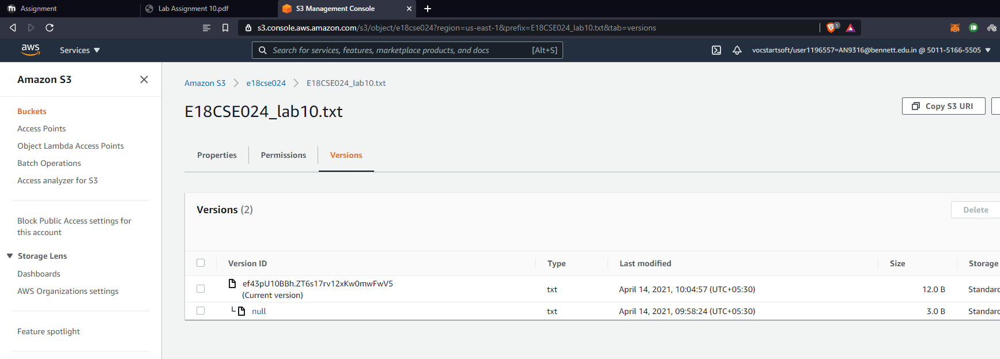 Assignment
Lab Assignment 10.pdf
S3 Management Console
s3.console.aws.amazon.com/s3/object/e18cse024?region=us-east-1&prefix=E18CSE024_lab10.txt&tab=versions
1
aws
Services
Search for services, features, marketplace products, and docs
[Alt+S]
vocstartsoft/user1196557=AN9316@bennett.edu.in @ 5011-5166-5505
Amazon S3
Buckets
Access Points
Object Lambda Access Points
Batch Operations
Access analyzer for S3
Block Public Access settings for
this account
Storage Lens
Dashboards
AWS Organizations settings
Feature spotlight
Amazon S3 e18cse024 E18CSE024_lab10.txt
E18CSE024_lab10.txt
Copy S3 URI
Properties Permissions Versions
Versions (2)
Delete
Version ID Type Last modified Size Storage
ef43pU10BBh.ZT6s17rv12xKw0mwFwV5
(Current version)
txt April 14, 2021, 10:04:57 (UTC+05:30) 12.0 B Standard
null txt April 14, 2021, 09:58:24 (UTC+05:30) 3.0 B Standard